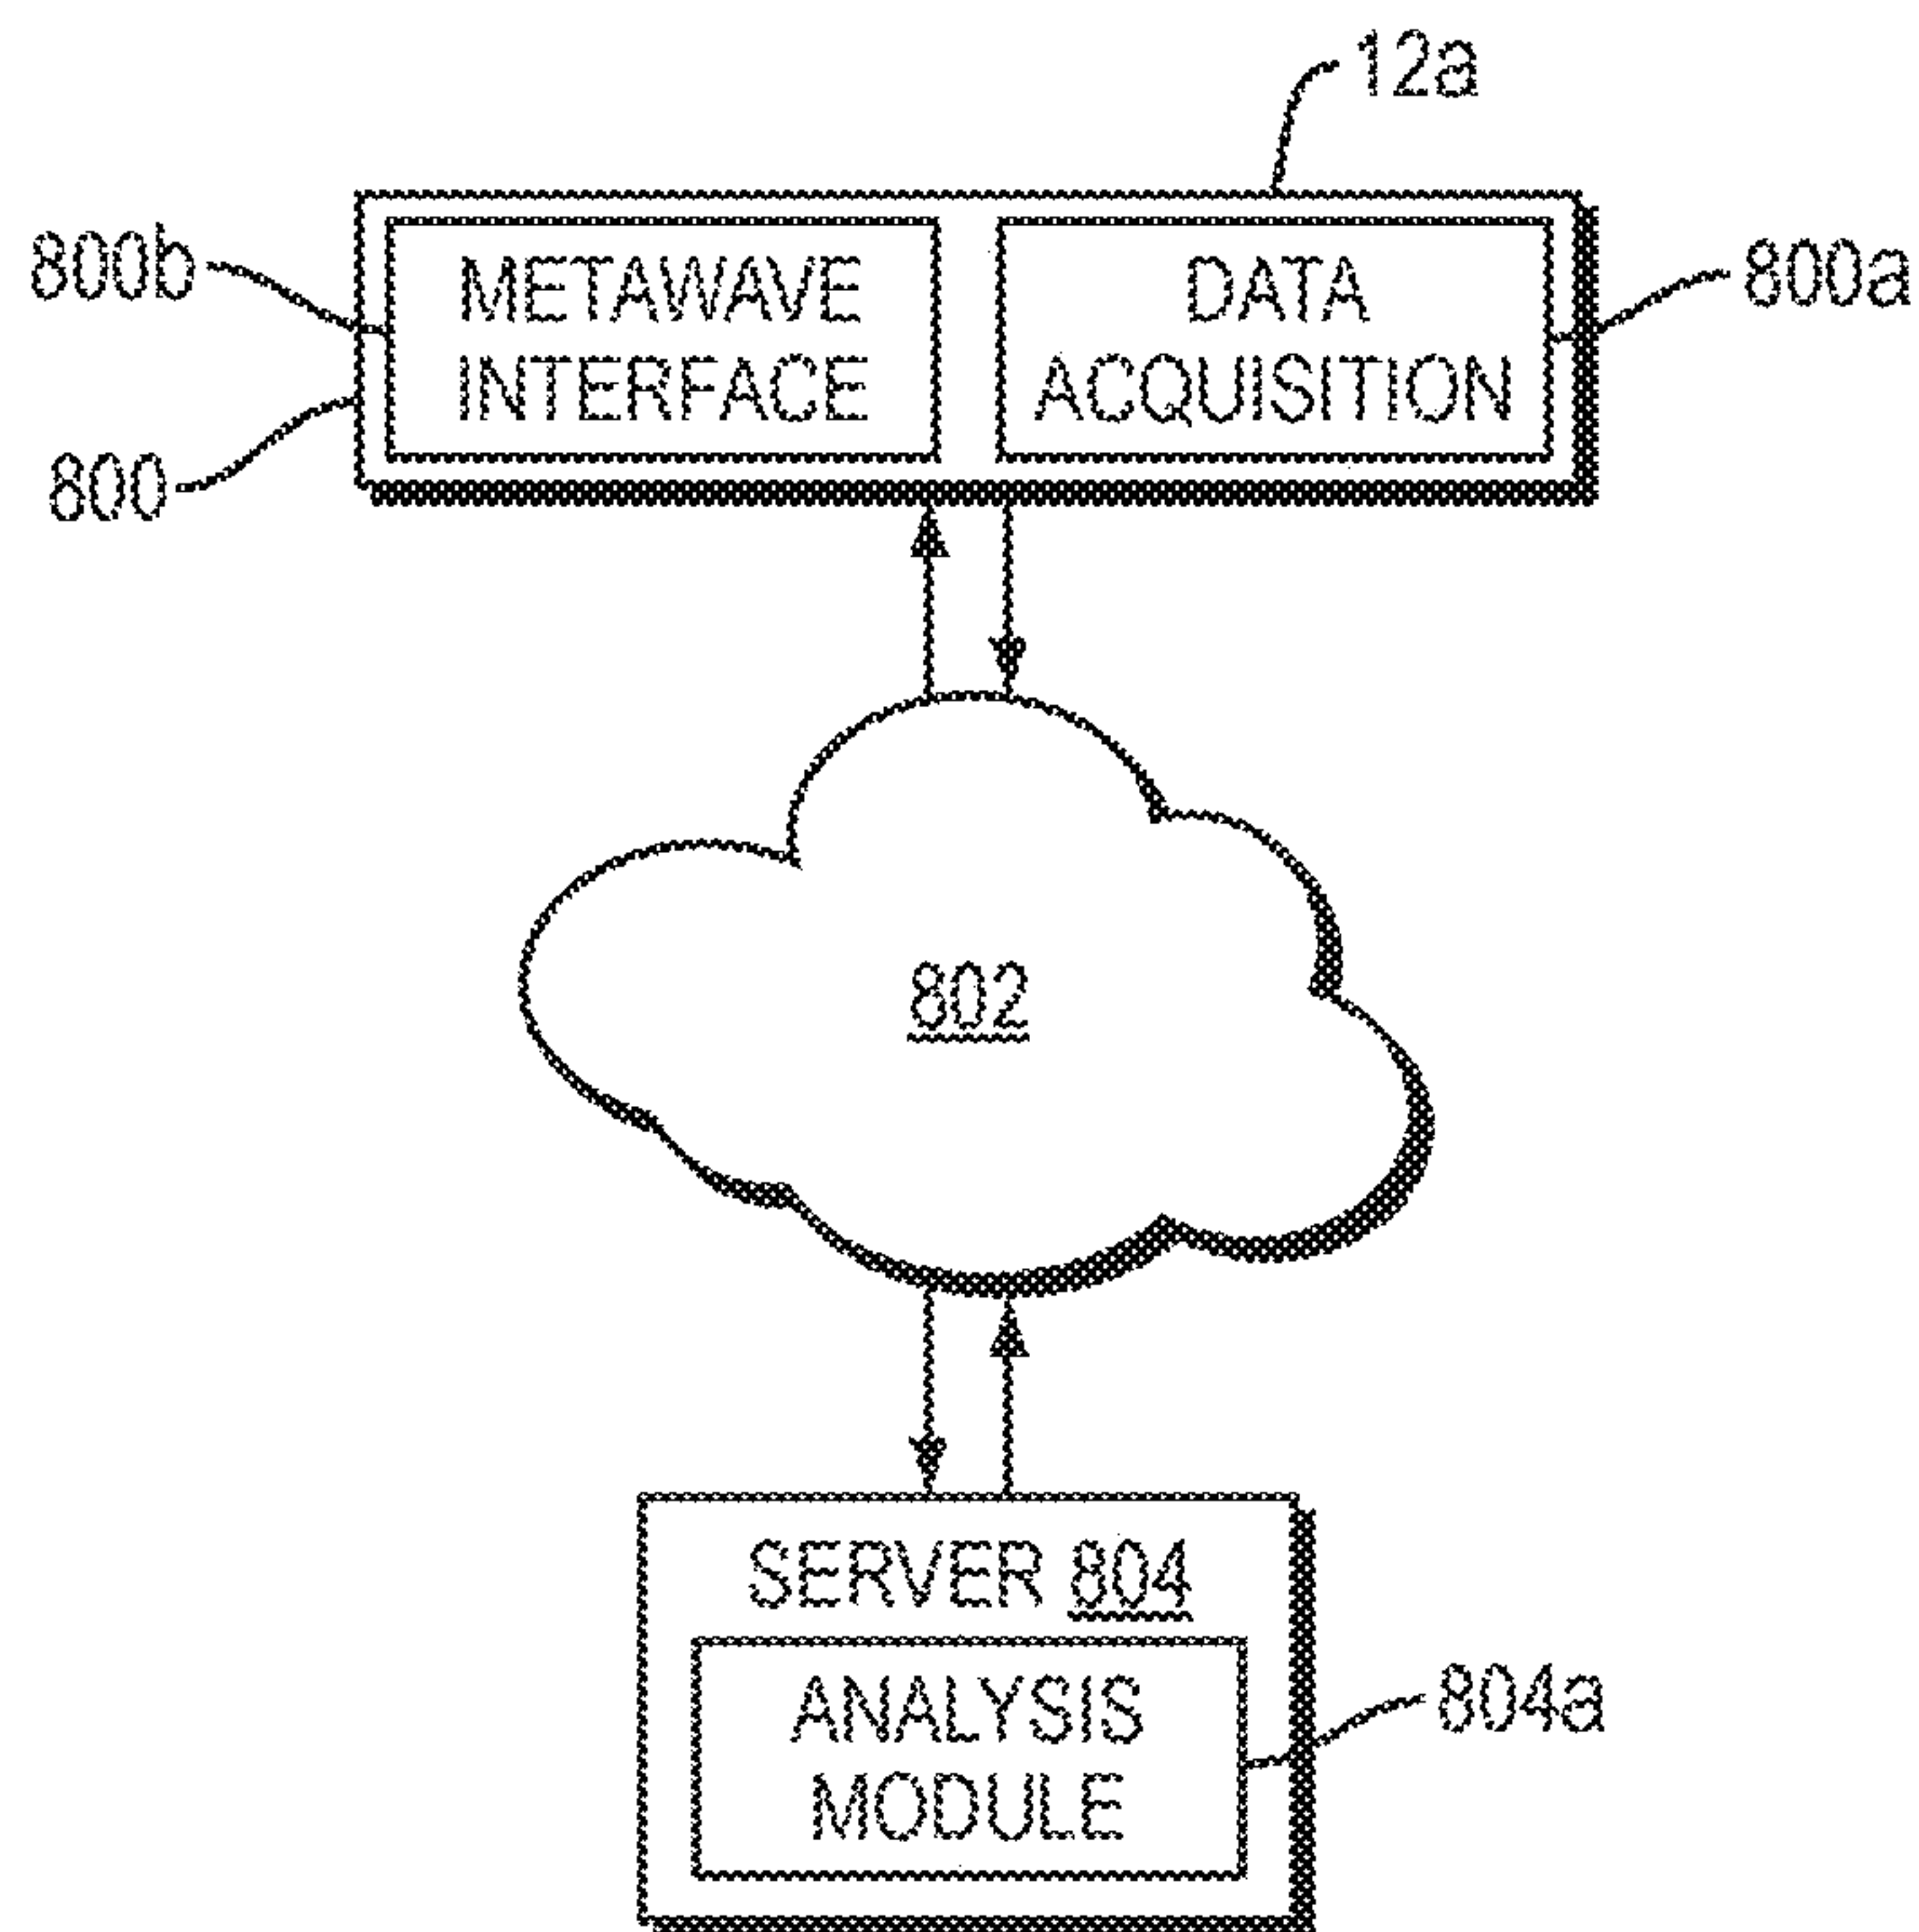 12a
800b
METAWAVE
INTERFACE
DATA
ACQUISITION
800a
800
802
SERVER 804
ANALYSIS
MODULE
804a